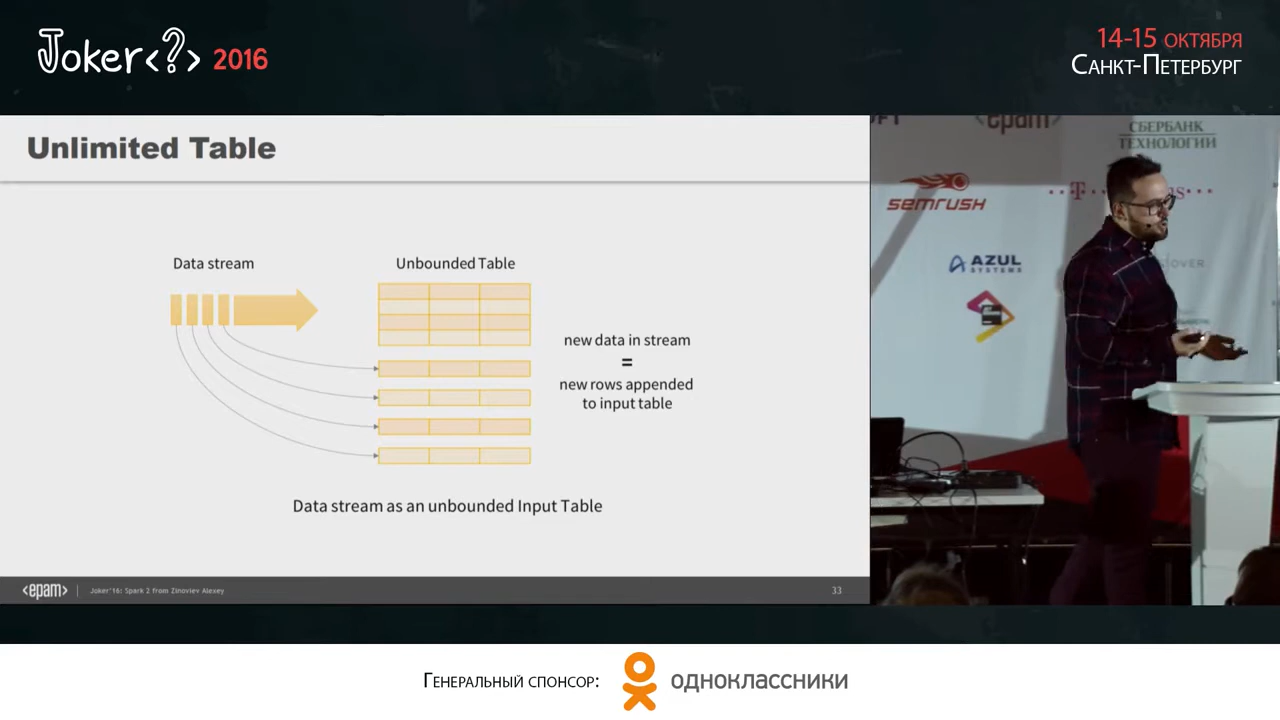 Joker<?> 2016
14-15 ОКТЯБРЯ
САНКТ-ПЕТЕРБУРГ
Unlimited Table
Data stream
Unbounded Table
new data in stream
=
new rows appended
to input table
Data stream as an unbounded Input Table
<epam>
Joker'16: Spark 2 from Zinoviev Alexey
33
<epam>
СБЕРБАНК
ТЕХНОЛОГИИ
semrush
AZUL
SYSTEMS
ГЕНЕРАЛЬНЫЙ СПОНСОР:
одноклассники